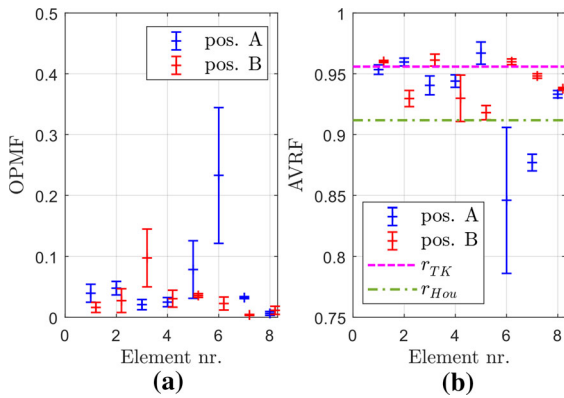 0.5
0.4
0.3
0.2
0.1
0
OPMF
0 2 4 6 8
Element nr.
pos. A
pos. B
(a)
1
0.95
0.9
0.85
0.8
0.75
AVRF
0 2 4 6 8
Element nr.
pos. A
pos. B
r_TK
r_Hou
(b)